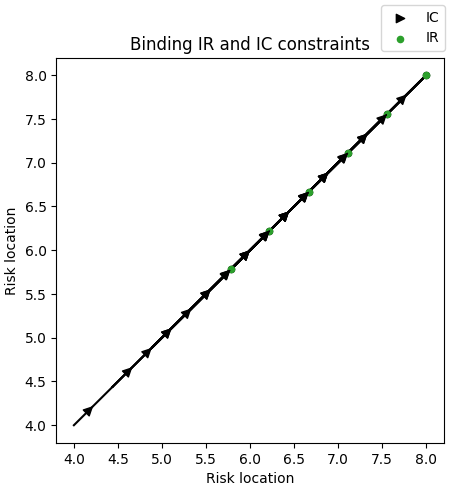 IC
IR
Binding IR and IC constraints
Risk location
8.0
7.5
7.0
6.5
6.0
5.5
5.0
4.5
4.0
4.0 4.5 5.0 5.5 6.0 6.5 7.0 7.5 8.0
Risk location